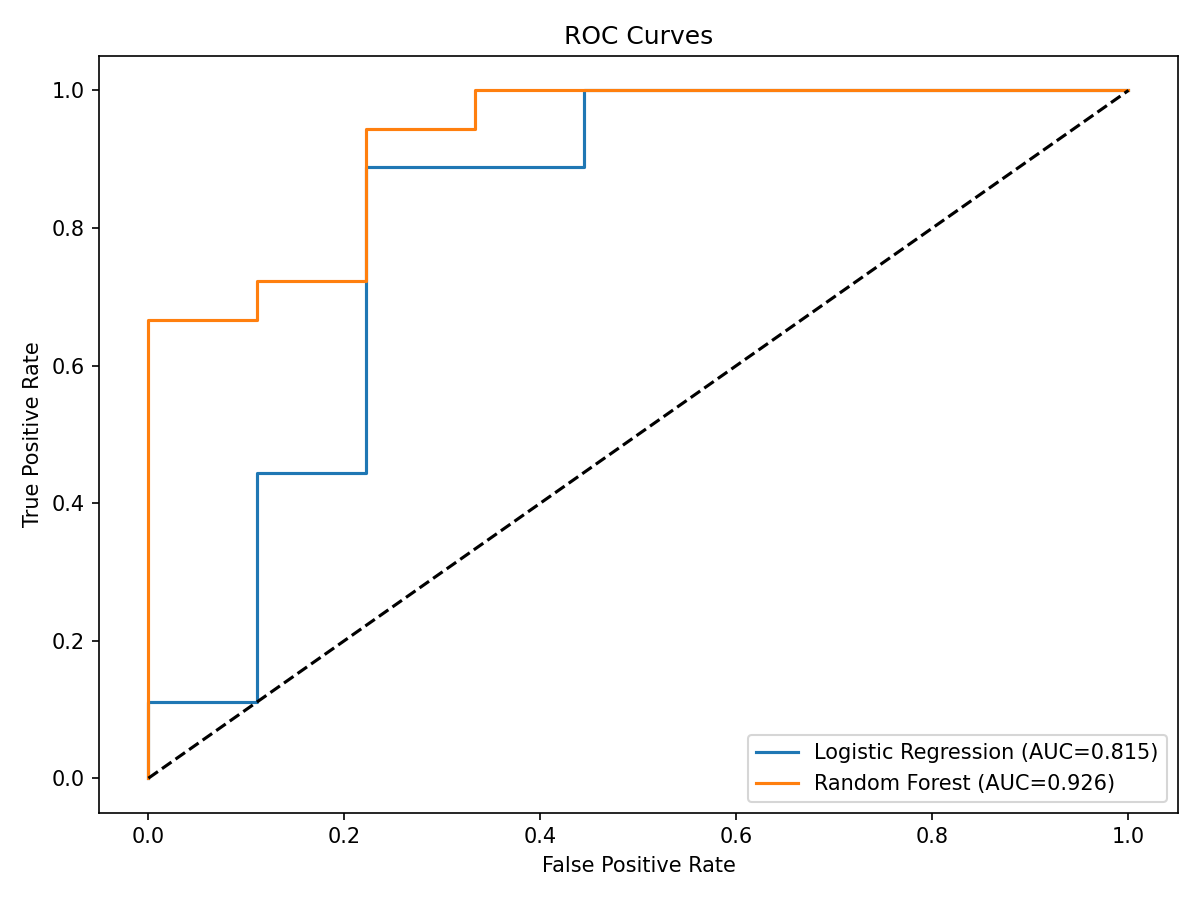 ROC Curves
True Positive Rate
1.0
0.8
0.6
0.4
0.2
0.0
Logistic Regression (AUC=0.815)
Random Forest (AUC=0.926)
0.0 0.2 0.4 0.6 0.8 1.0
False Positive Rate